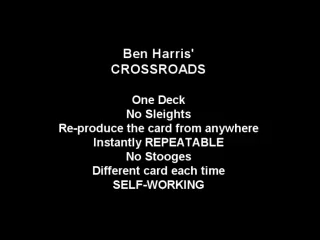 Ben Harris'
CROSSROADS
One Deck
No Sleights
Re-produce the card from anywhere
Instantly REPEATABLE
No Stooges
Different card each time
SELF-WORKING